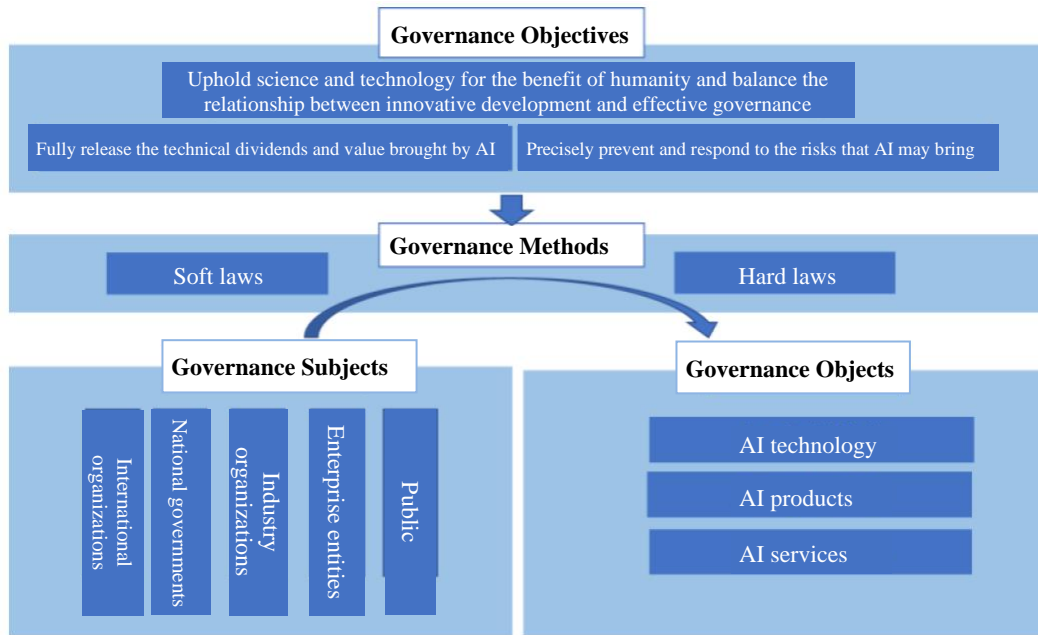 Governance Objectives
Uphold science and technology for the benefit of humanity and balance the
relationship between innovative development and effective governance
Fully release the technical dividends and value brought by AI
Precisely prevent and respond to the risks that AI may bring
Governance Methods
Soft laws
Hard laws
Governance Subjects
International
organizations
National governments
Industry
organizations
Enterprise entities
Public
Governance Objects
AI technology
AI products
AI services